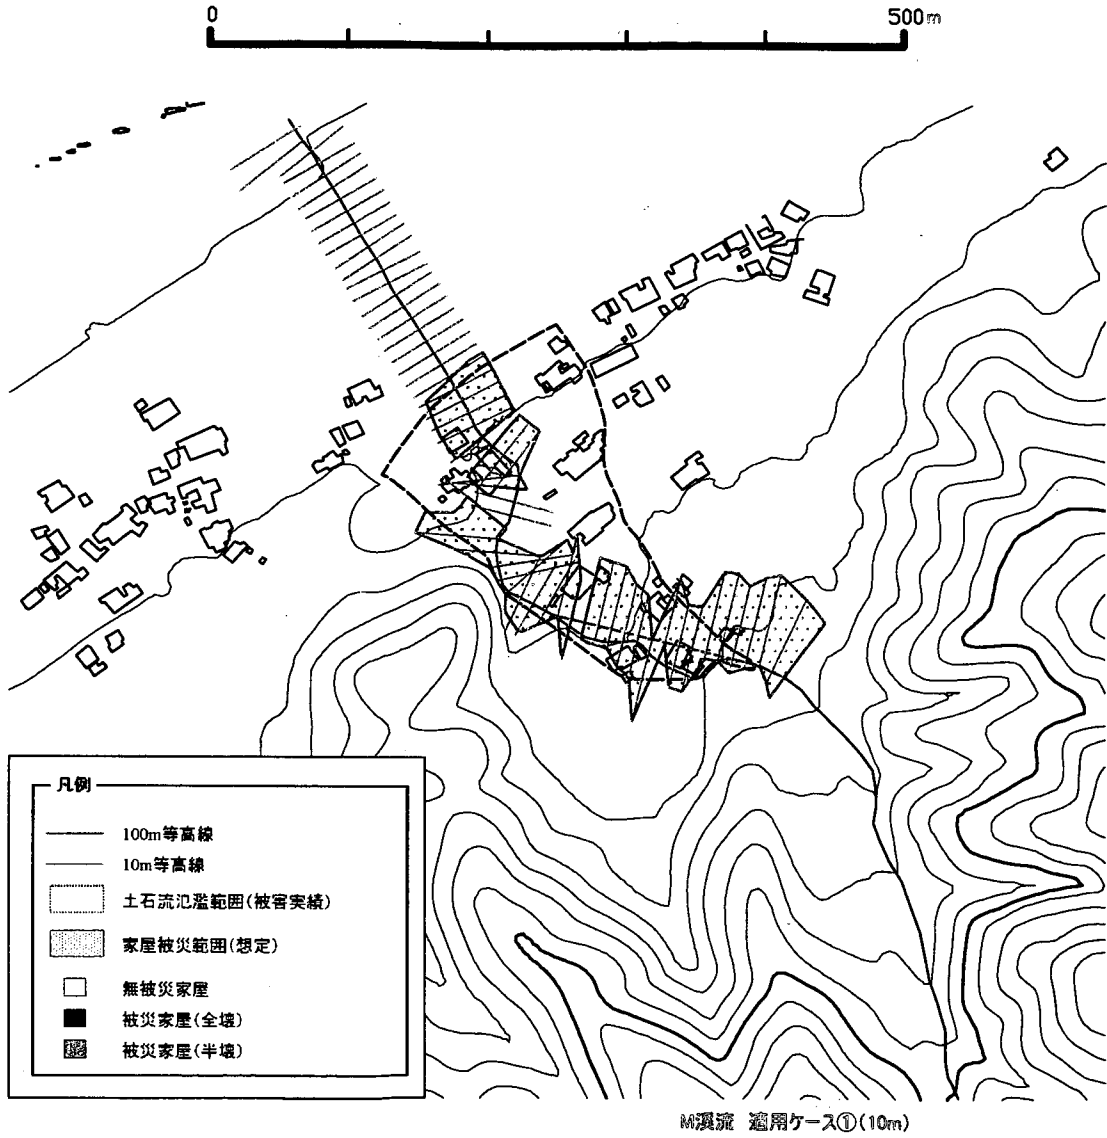 0 500m
凡例
100m等高線
10m等高線
土石流氾濫範囲(被害実績)
家屋被災範囲(想定)
無被災家屋
被災家屋(全壊)
被災家屋(半壊)
M渓流 適用ケース①(10m)